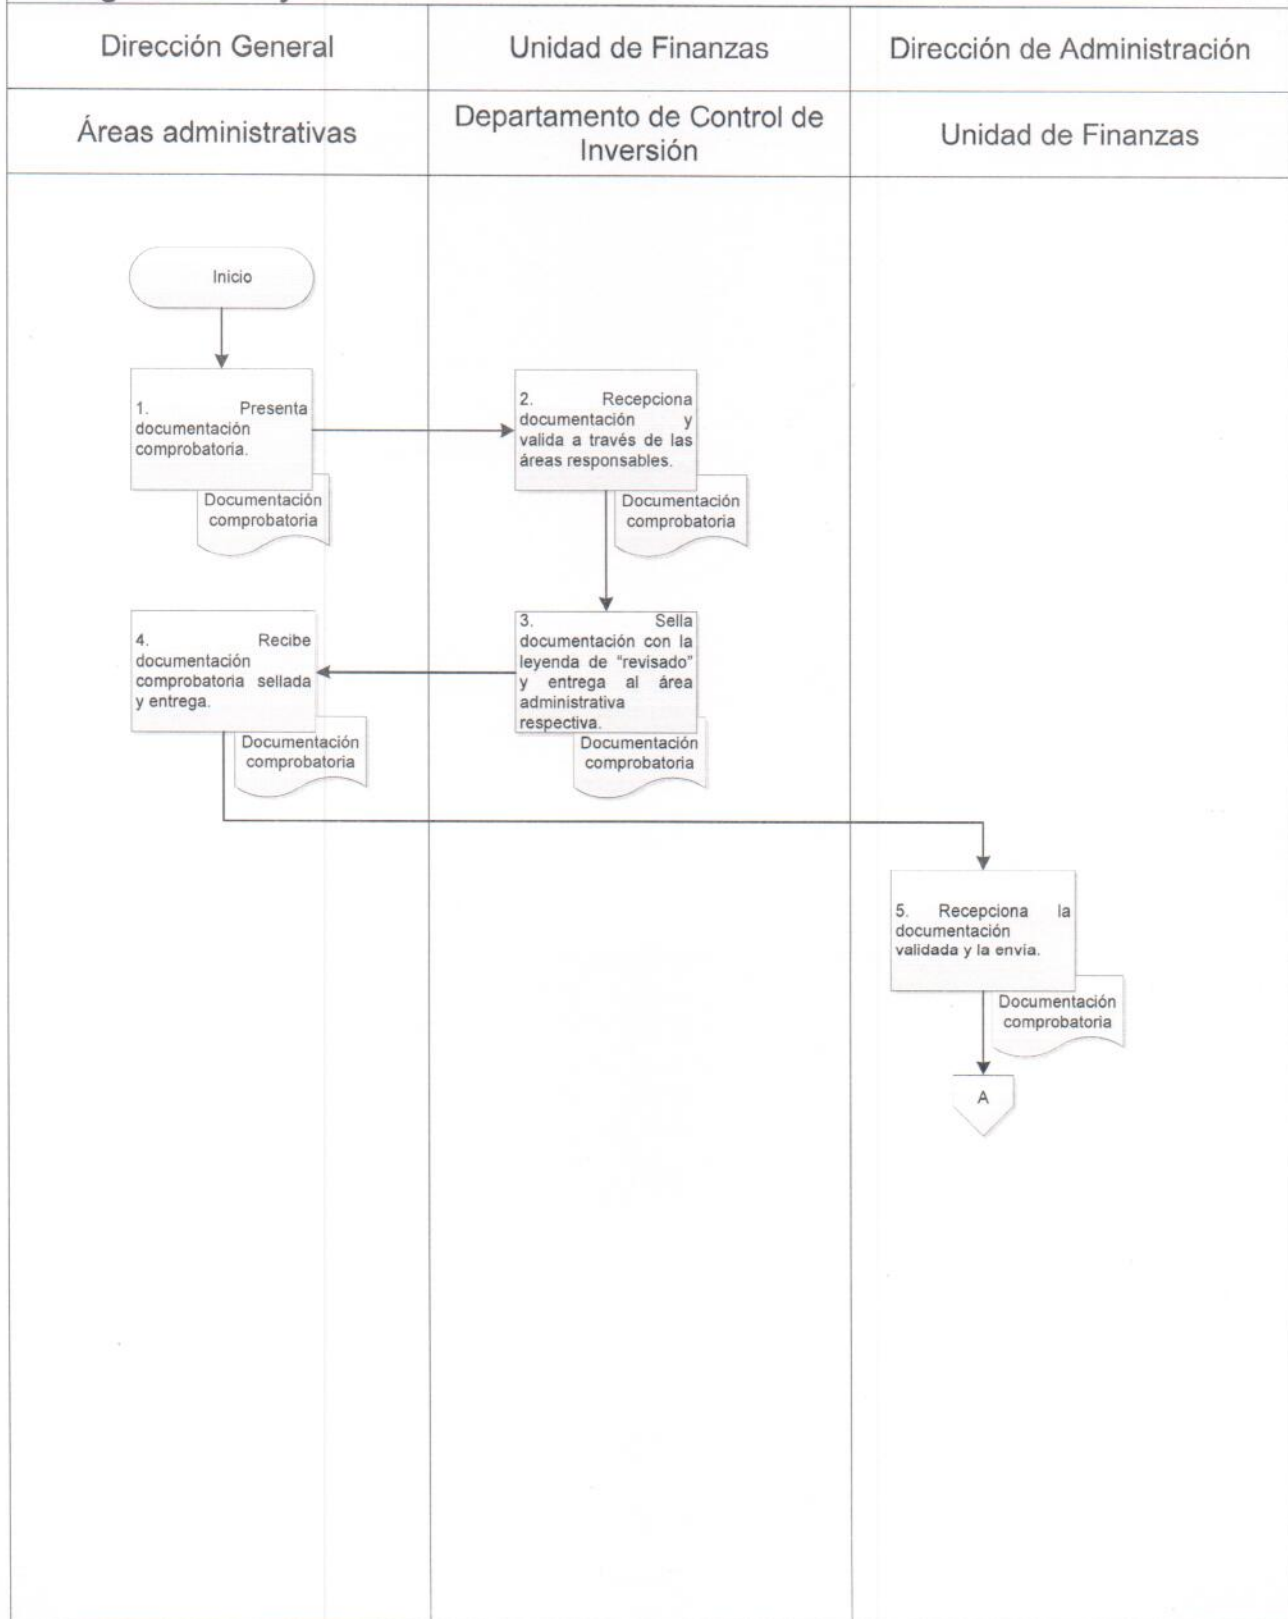 Dirección General
Unidad de Finanzas
Dirección de Administración
Áreas administrativas
Departamento de Control de
Inversión
Unidad de Finanzas
Inicio
1. Presenta
documentación
comprobatoria.
Documentación
comprobatoria
2. Recepciona
documentación y
valida a través de las
áreas responsables.
Documentación
comprobatoria
3. Sella
documentación con la
leyenda de “revisado”
y entrega al área
administrativa
respectiva.
Documentación
comprobatoria
4. Recibe
documentación
comprobatoria sellada
y entrega.
Documentación
comprobatoria
5. Recepciona la
documentación
validada y la envía.
Documentación
comprobatoria
A